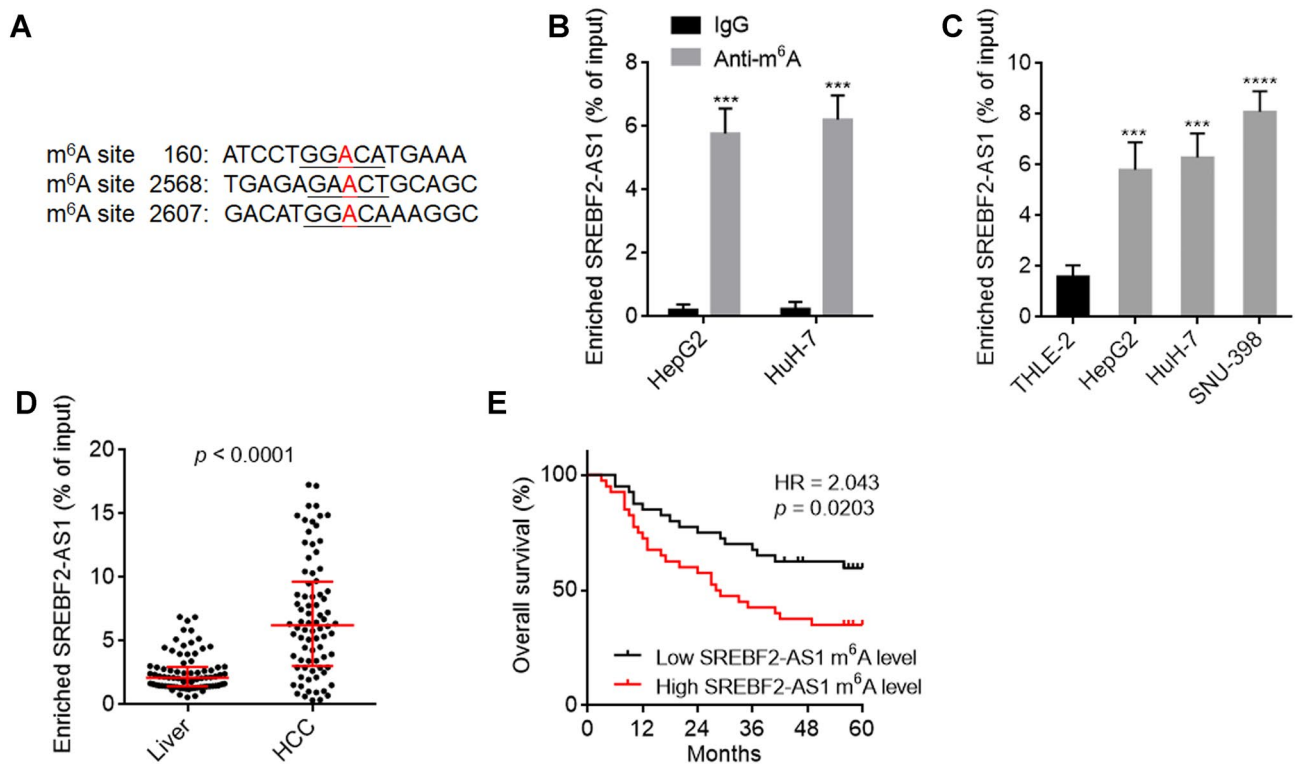 A
m⁶A site 160: ATCCTGGACATGAAA
m⁶A site 2568: TGAGAGAACTGCAGC
m⁶A site 2607: GACATGGACAAAGGC
B
Enriched SREBF2-AS1 (% of input)
IgG
Anti-m⁶A
8
6
4
2
0
***
***
HepG2
HuH-7
C
Enriched SREBF2-AS1 (% of input)
10
8
6
4
2
0
***
***
****
THLE-2
HepG2
HuH-7
SNU-398
D
Enriched SREBF2-AS1 (% of input)
20
15
10
5
0
p < 0.0001
Liver
HCC
E
Overall survival (%)
100
50
0
HR = 2.043
p = 0.0203
Low SREBF2-AS1 m⁶A level
High SREBF2-AS1 m⁶A level
0 12 24 36 48 60
Months